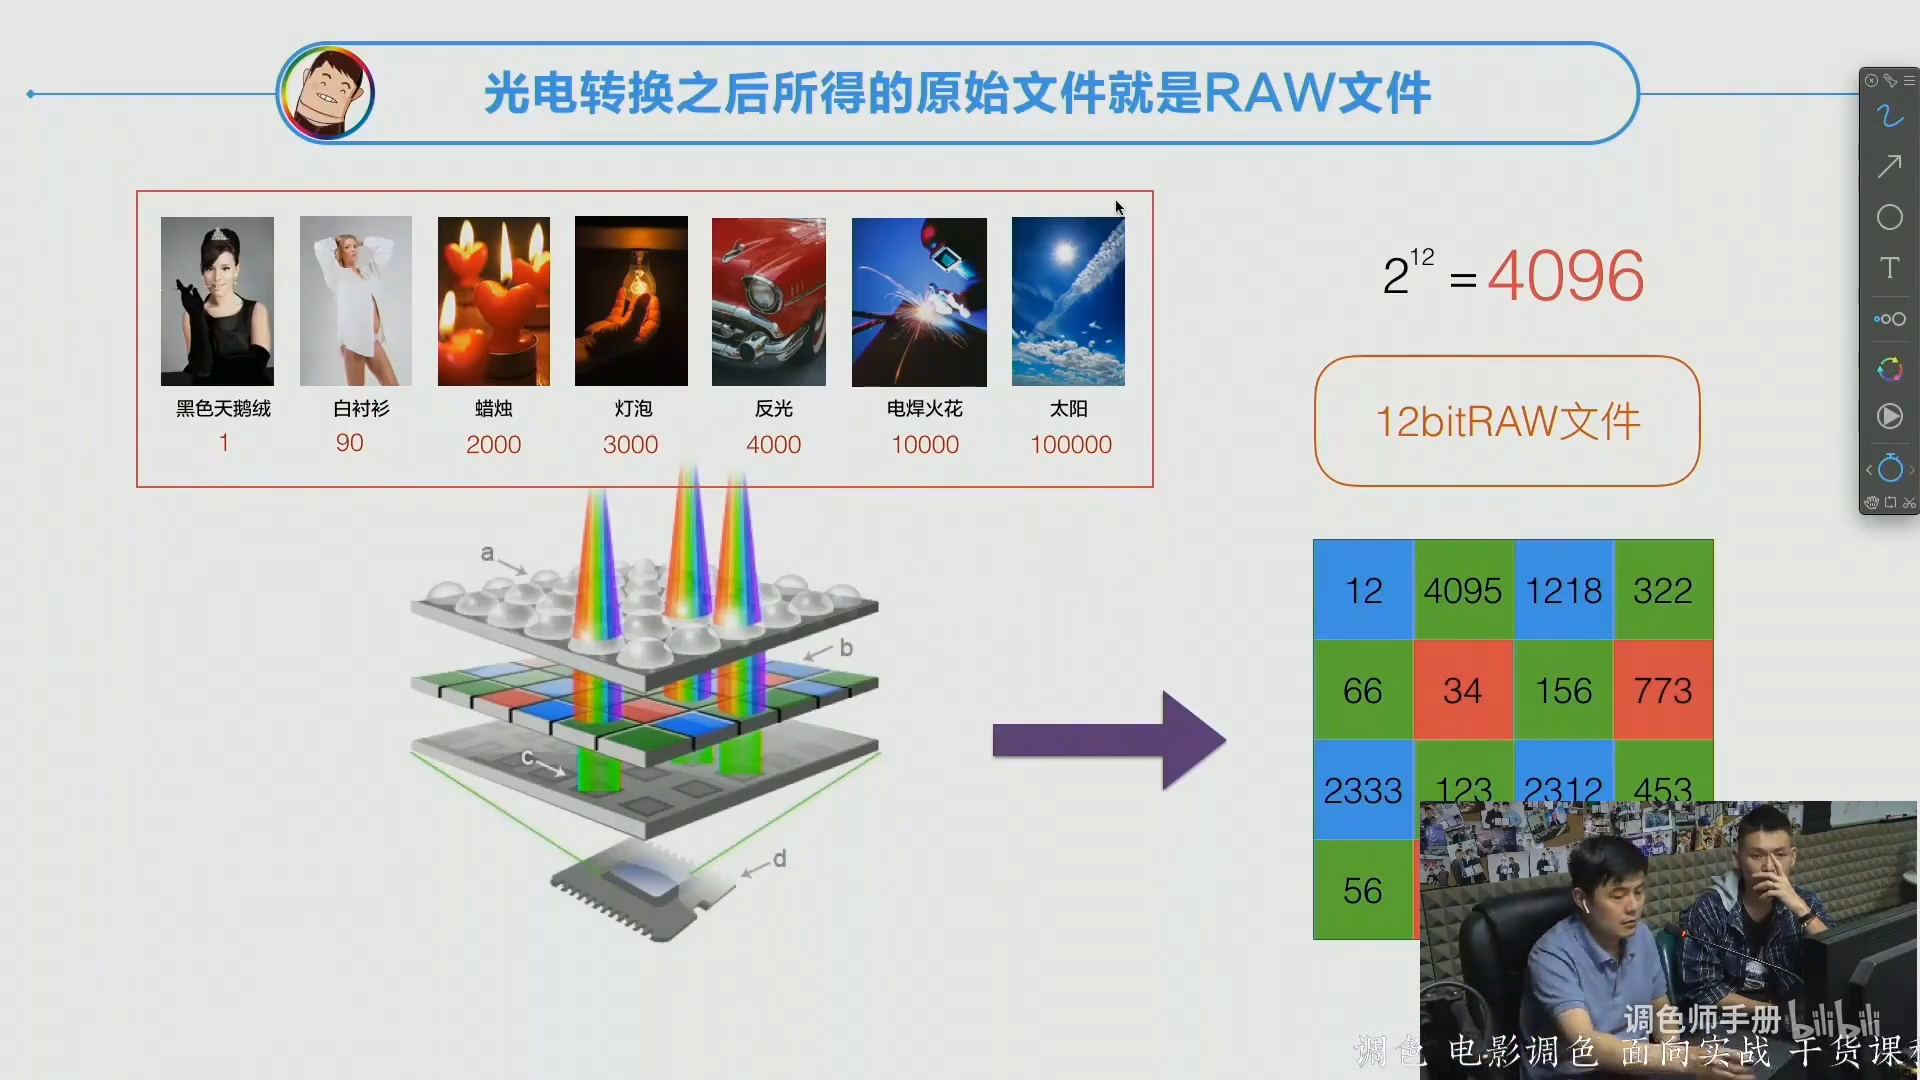 光电转换之后所得的原始文件就是RAW文件
黑色天鹅绒 白衬衫 蜡烛 灯泡 反光 电焊火花 太阳
1 90 2000 3000 4000 10000 100000
2¹² = 4096
12bitRAW文件
a
b
c
d
12 4095 1218 322
66 34 156 773
2333 123 2312 453
56
T
调色师手册 bilibili
调色 电影调色 面向实战 干货课程